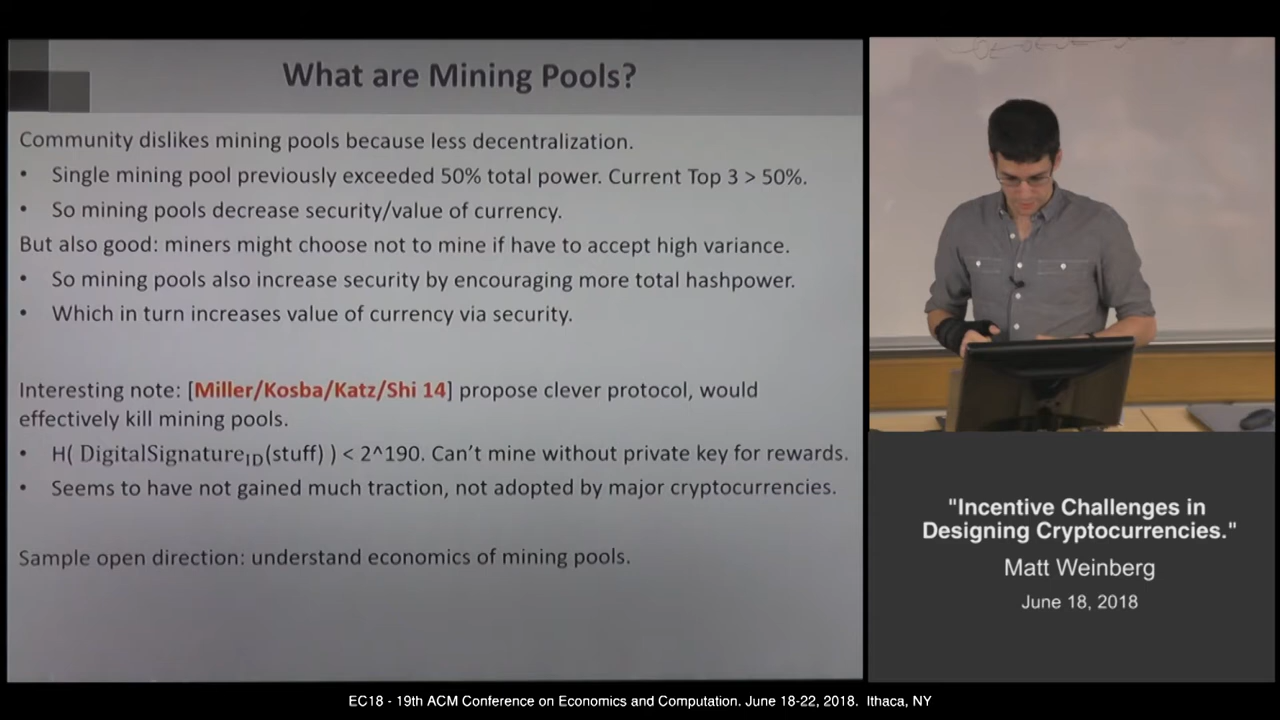 What are Mining Pools?
Community dislikes mining pools because less decentralization.
• Single mining pool previously exceeded 50% total power. Current Top 3 > 50%.
• So mining pools decrease security/value of currency.
But also good: miners might choose not to mine if have to accept high variance.
• So mining pools also increase security by encouraging more total hashpower.
• Which in turn increases value of currency via security.
Interesting note: [Miller/Kosba/Katz/Shi 14] propose clever protocol, would
effectively kill mining pools.
• H( DigitalSignature_ID(stuff) ) < 2^190. Can't mine without private key for rewards.
• Seems to have not gained much traction, not adopted by major cryptocurrencies.
Sample open direction: understand economics of mining pools.
"Incentive Challenges in
Designing Cryptocurrencies."
Matt Weinberg
June 18, 2018
EC18 - 19th ACM Conference on Economics and Computation. June 18-22, 2018. Ithaca, NY